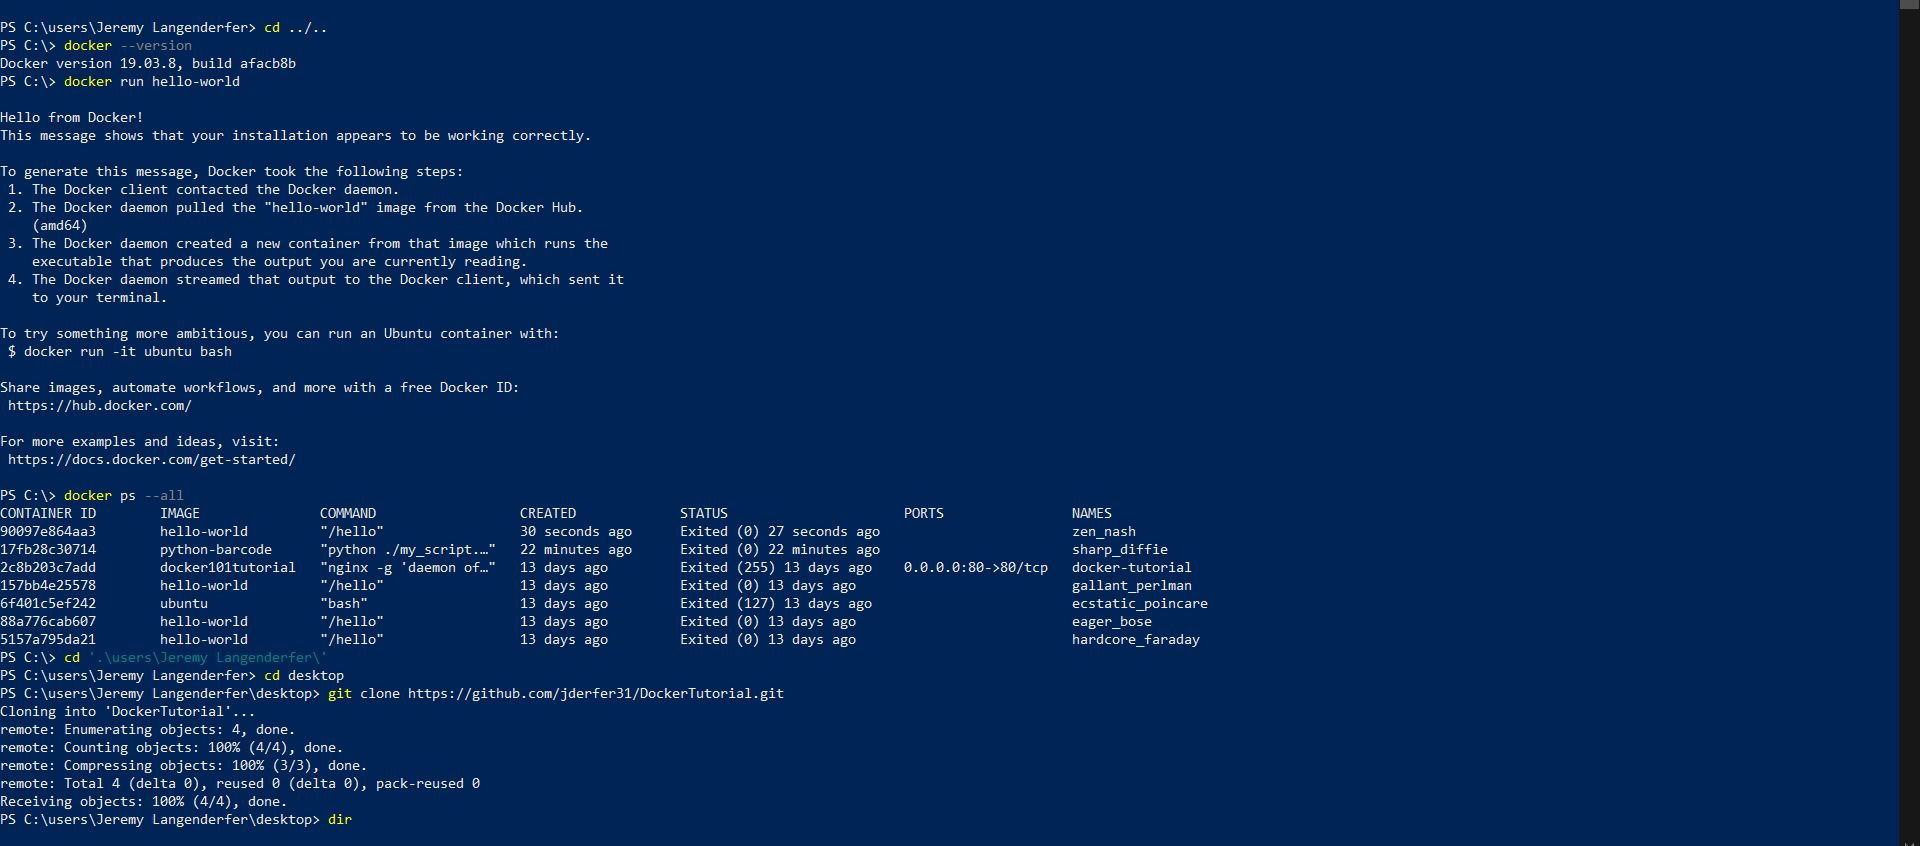 PS C:\users\Jeremy Langenderfer> cd ../..
PS C:\> docker --version
Docker version 19.03.8, build afacb8b
PS C:\> docker run hello-world

Hello from Docker!
This message shows that your installation appears to be working correctly.

To generate this message, Docker took the following steps:
 1. The Docker client contacted the Docker daemon.
 2. The Docker daemon pulled the "hello-world" image from the Docker Hub.
    (amd64)
 3. The Docker daemon created a new container from that image which runs the
    executable that produces the output you are currently reading.
 4. The Docker daemon streamed that output to the Docker client, which sent it
    to your terminal.

To try something more ambitious, you can run an Ubuntu container with:
 $ docker run -it ubuntu bash

Share images, automate workflows, and more with a free Docker ID:
 https://hub.docker.com/

For more examples and ideas, visit:
 https://docs.docker.com/get-started/

PS C:\> docker ps --all
CONTAINER ID        IMAGE               COMMAND                  CREATED             STATUS                      PORTS                NAMES
90097e864aa3        hello-world         "/hello"                 30 seconds ago      Exited (0) 27 seconds ago                        zen_nash
17fb28c30714        python-barcode      "python ./my_script.…"   22 minutes ago      Exited (0) 22 minutes ago                        sharp_diffie
2c8b203c7add        docker101tutorial   "nginx -g 'daemon of…"   13 days ago         Exited (255) 13 days ago    0.0.0.0:80->80/tcp   docker-tutorial
157bb4e25578        hello-world         "/hello"                 13 days ago         Exited (0) 13 days ago                           gallant_perlman
6f401c5ef242        ubuntu              "bash"                   13 days ago         Exited (127) 13 days ago                         ecstatic_poincare
88a776cab607        hello-world         "/hello"                 13 days ago         Exited (0) 13 days ago                           eager_bose
5157a795da21        hello-world         "/hello"                 13 days ago         Exited (0) 13 days ago                           hardcore_faraday
PS C:\> cd '.\users\Jeremy Langenderfer\'
PS C:\users\Jeremy Langenderfer> cd desktop
PS C:\users\Jeremy Langenderfer\desktop> git clone https://github.com/jderfer31/DockerTutorial.git
Cloning into 'DockerTutorial'...
remote: Enumerating objects: 4, done.
remote: Counting objects: 100% (4/4), done.
remote: Compressing objects: 100% (3/3), done.
remote: Total 4 (delta 0), reused 0 (delta 0), pack-reused 0
Receiving objects: 100% (4/4), done.
PS C:\users\Jeremy Langenderfer\desktop> dir